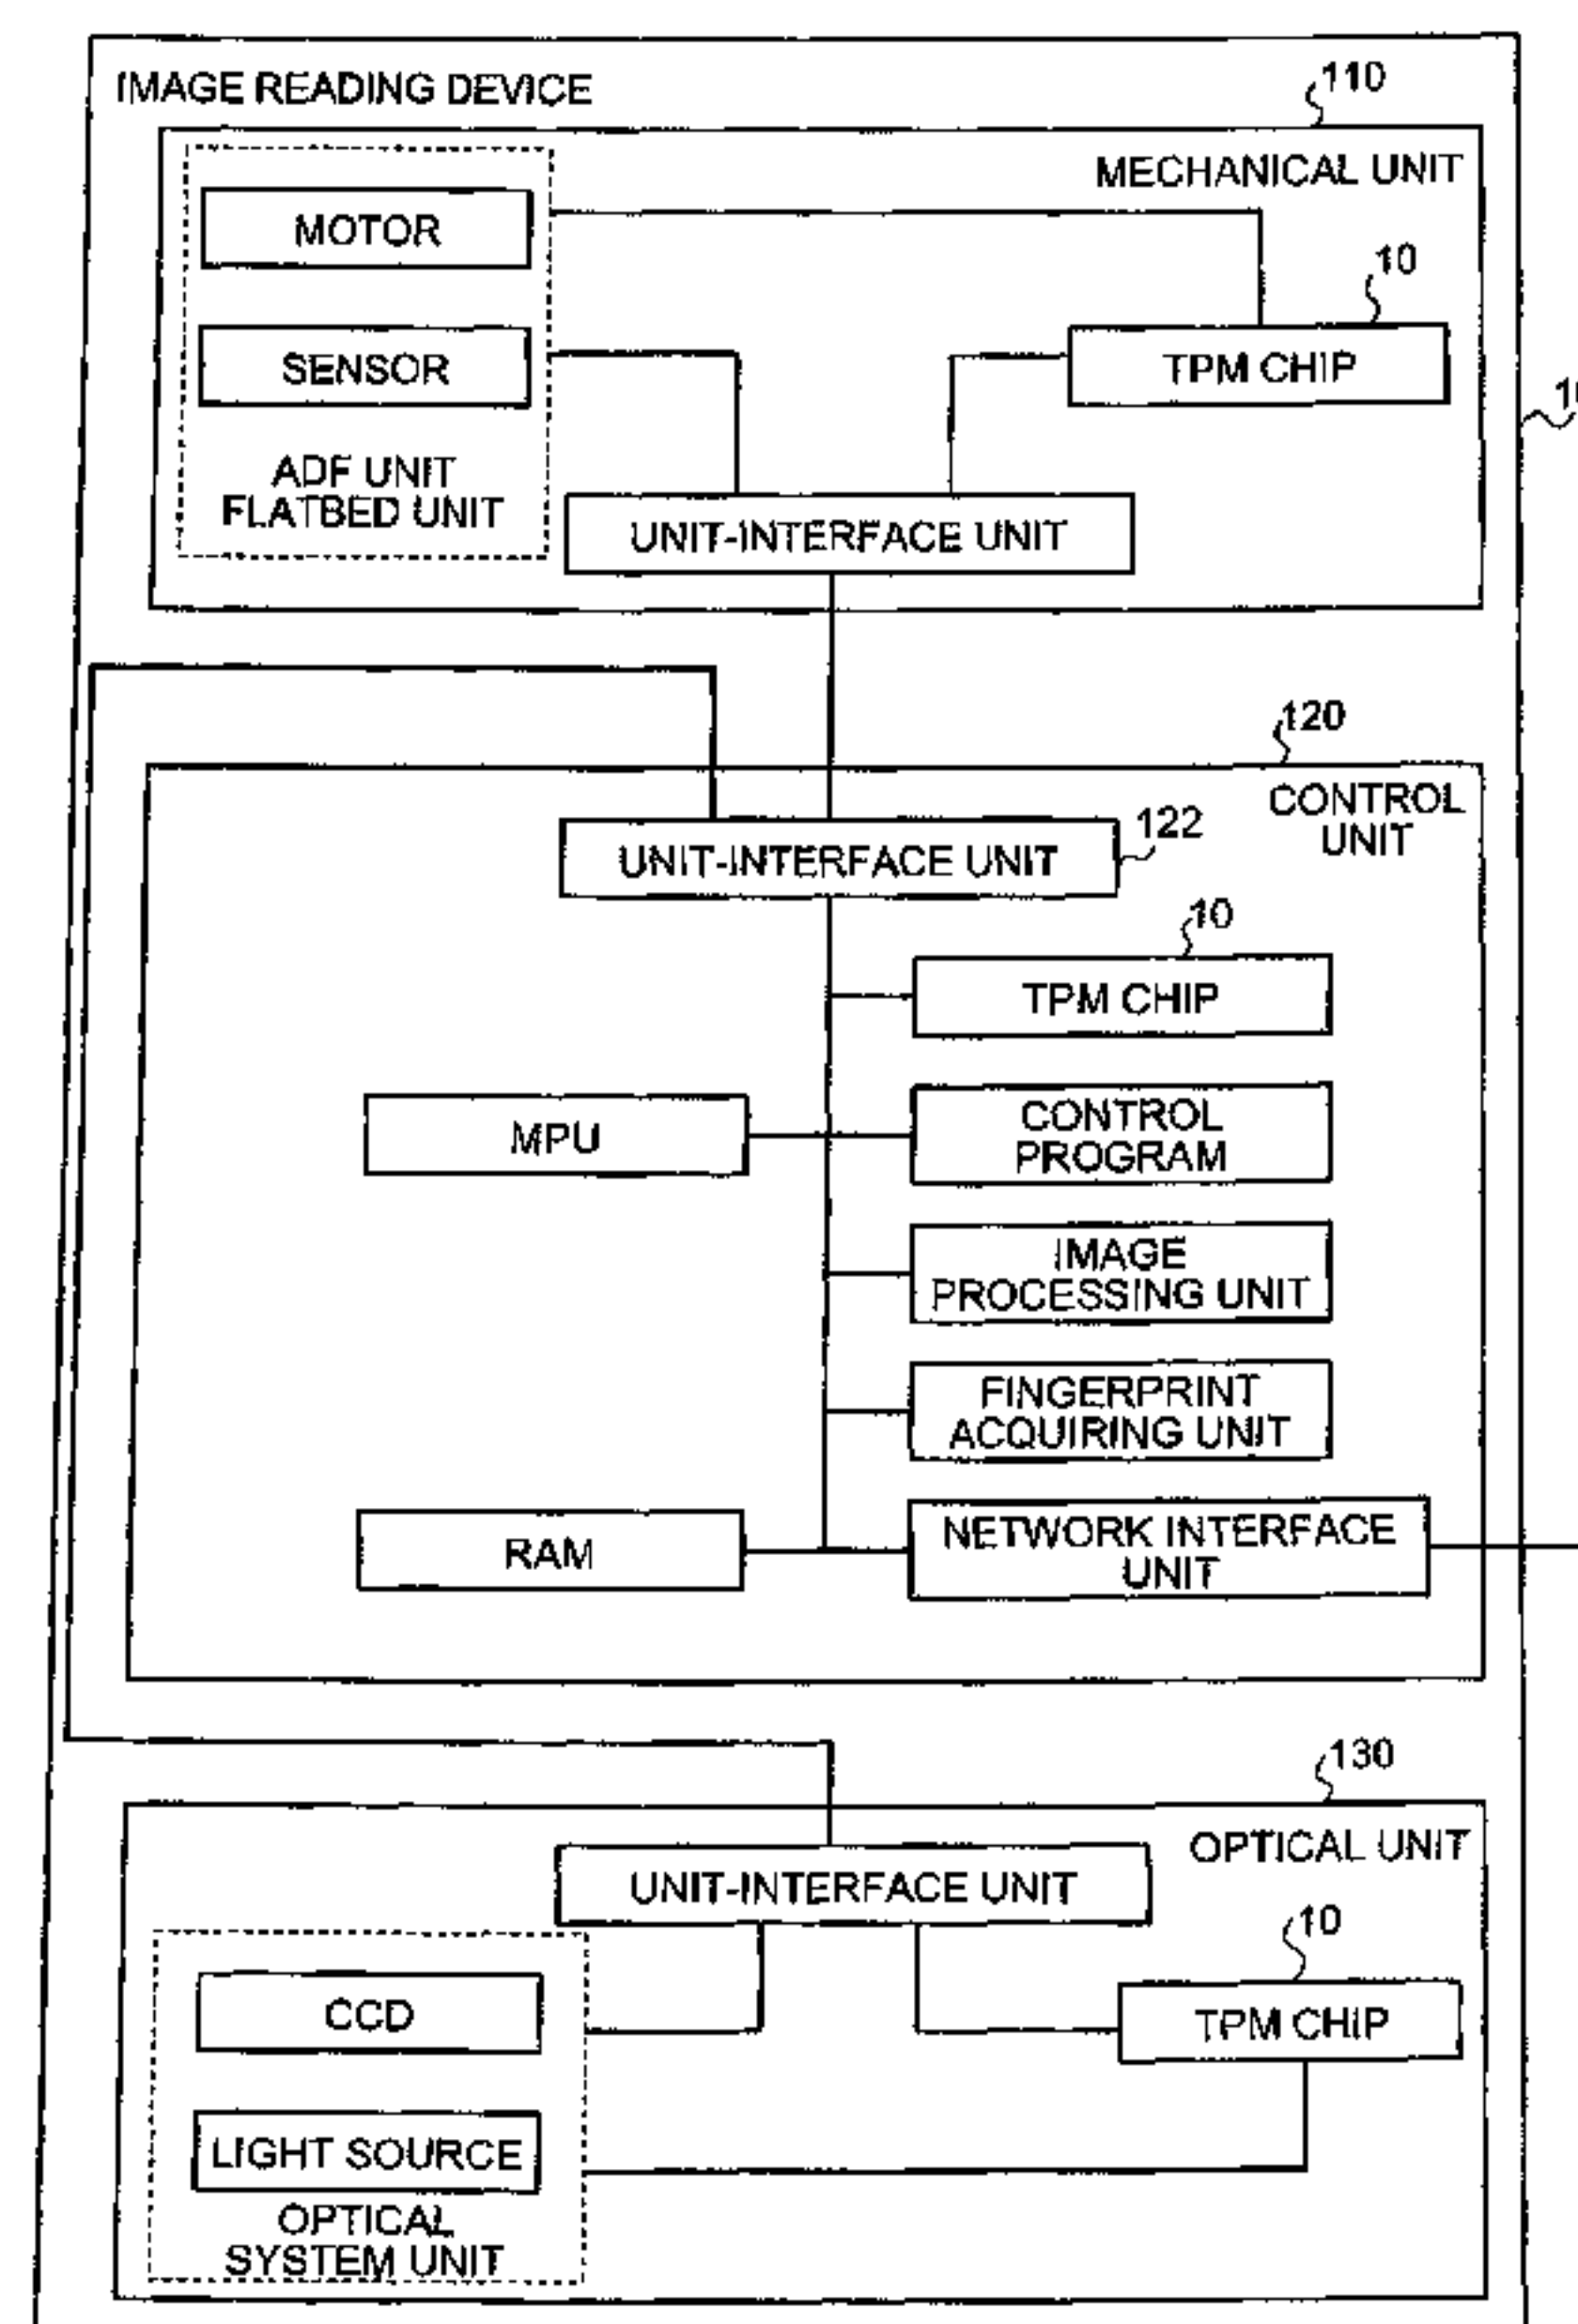 IMAGE READING DEVICE
110
MECHANICAL UNIT
MOTOR
10
SENSOR
TPM CHIP
ADF UNIT
FLATBED UNIT
UNIT-INTERFACE UNIT
120
CONTROL
UNIT
122
UNIT-INTERFACE UNIT
10
TPM CHIP
MPU
CONTROL
PROGRAM
IMAGE
PROCESSING UNIT
FINGERPRINT
ACQUIRING UNIT
RAM
NETWORK INTERFACE
UNIT
130
OPTICAL UNIT
UNIT-INTERFACE UNIT
10
CCD
TPM CHIP
LIGHT SOURCE
OPTICAL
SYSTEM UNIT